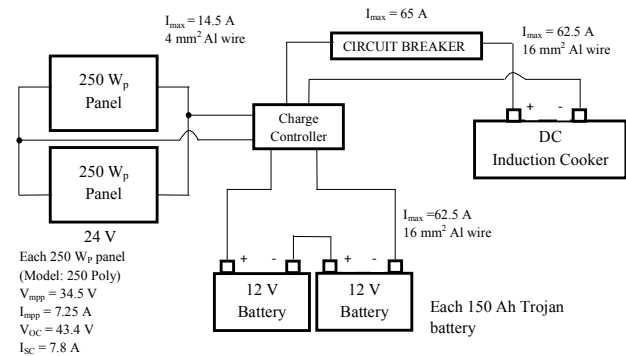 I_max = 14.5 A
4 mm² Al wire
I_max = 65 A
I_max = 62.5 A
16 mm² Al wire
CIRCUIT BREAKER
250 W_p
Panel
250 W_p
Panel
24 V
Charge
Controller
+ -
DC
Induction Cooker
I_max =62.5 A
16 mm² Al wire
+ - + -
12 V
Battery
12 V
Battery
Each 150 Ah Trojan
battery
Each 250 W_P panel
(Model: 250 Poly)
V_mpp = 34.5 V
I_mpp = 7.25 A
V_OC = 43.4 V
I_SC = 7.8 A